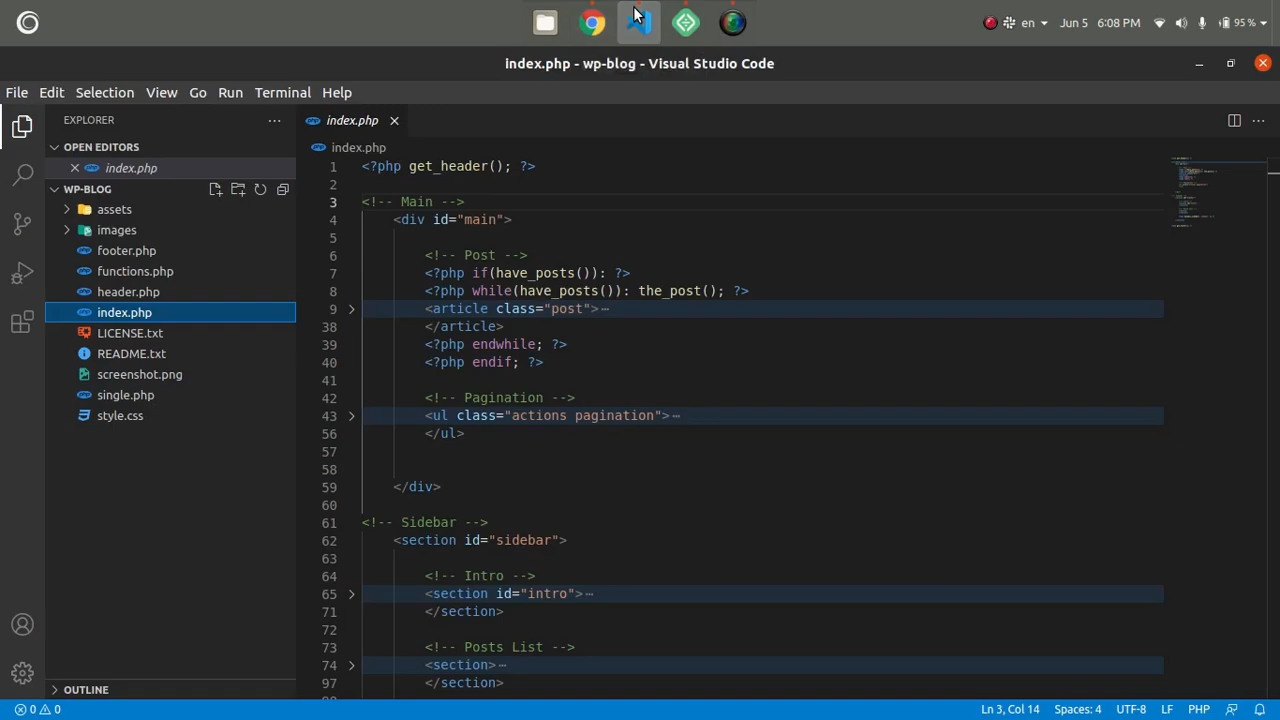 en
Jun 5
6:08 PM
95 %
index.php - wp-blog - Visual Studio Code
File Edit Selection View Go Run Terminal Help
EXPLORER
OPEN EDITORS
index.php
WP-BLOG
assets
images
footer.php
functions.php
header.php
index.php
LICENSE.txt
README.txt
screenshot.png
single.php
style.css
OUTLINE
index.php
index.php
1 <?php get_header(); ?>
2
3 <!-- Main -->
4 <div id="main">
5
6 <!-- Post -->
7 <?php if(have_posts()): ?>
8 <?php while(have_posts()): the_post(); ?>
9 <article class="post">⋯
38 </article>
39 <?php endwhile; ?>
40 <?php endif; ?>
41
42 <!-- Pagination -->
43 <ul class="actions pagination">⋯
56 </ul>
57
58
59 </div>
60
61 <!-- Sidebar -->
62 <section id="sidebar">
63
64 <!-- Intro -->
65 <section id="intro">⋯
71 </section>
72
73 <!-- Posts List -->
74 <section>⋯
97 </section>
0 0
Ln 3, Col 14 Spaces: 4 UTF-8 LF PHP